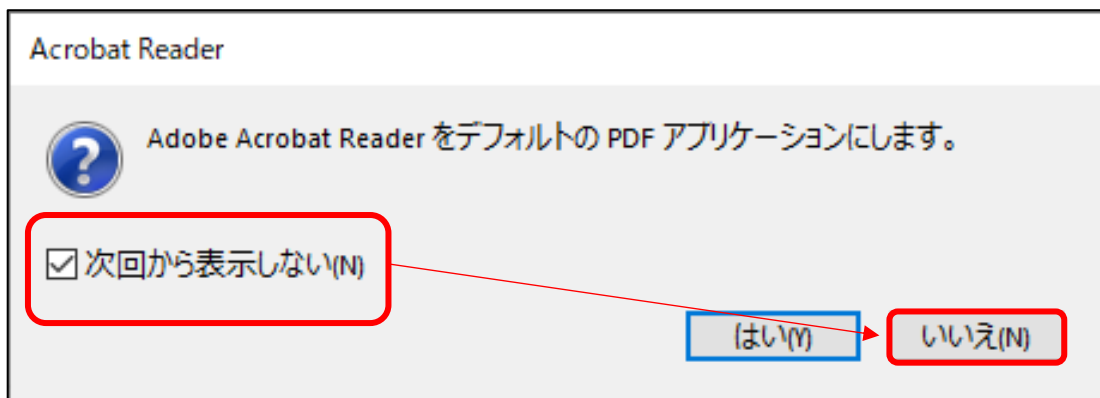 Acrobat Reader
Adobe Acrobat Reader をデフォルトの PDF アプリケーションにします。
次回から表示しない(N)
はい(Y)
いいえ(N)